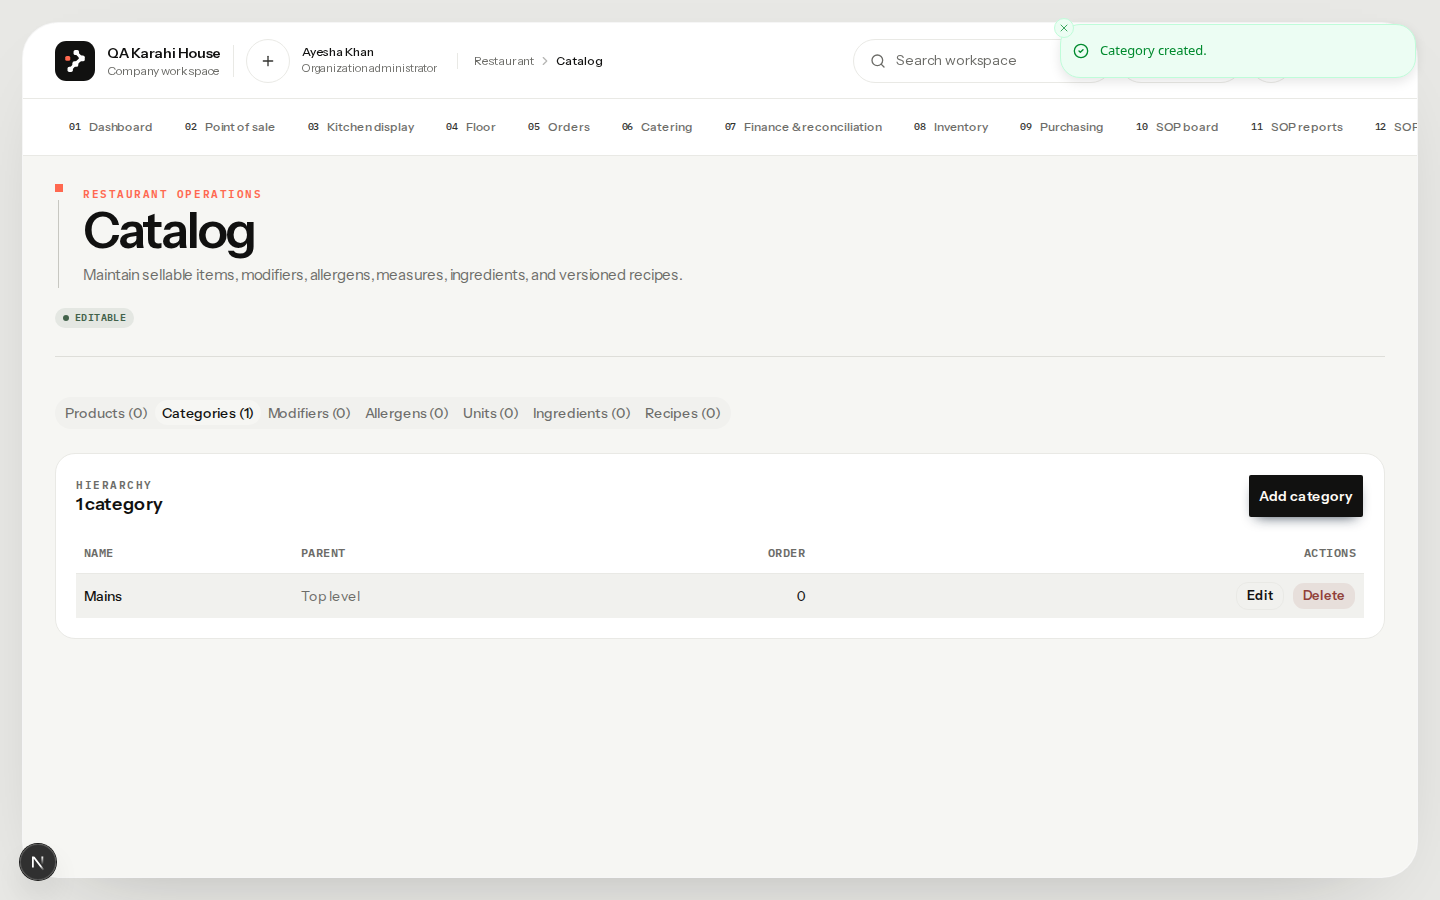 QA Karahi House
Company workspace
Ayesha Khan
Organization administrator
Restaurant > Catalog
Search workspace
Category created.
01 Dashboard
02 Point of sale
03 Kitchen display
04 Floor
05 Orders
06 Catering
07 Finance & reconciliation
08 Inventory
09 Purchasing
10 SOP board
11 SOP reports
12 SOP
RESTAURANT OPERATIONS
Catalog
Maintain sellable items, modifiers, allergens, measures, ingredients, and versioned recipes.
EDITABLE
Products (0) Categories (1) Modifiers (0) Allergens (0) Units (0) Ingredients (0) Recipes (0)
HIERARCHY
1 category
Add category
NAME PARENT ORDER ACTIONS
Mains Top level 0 Edit Delete
N